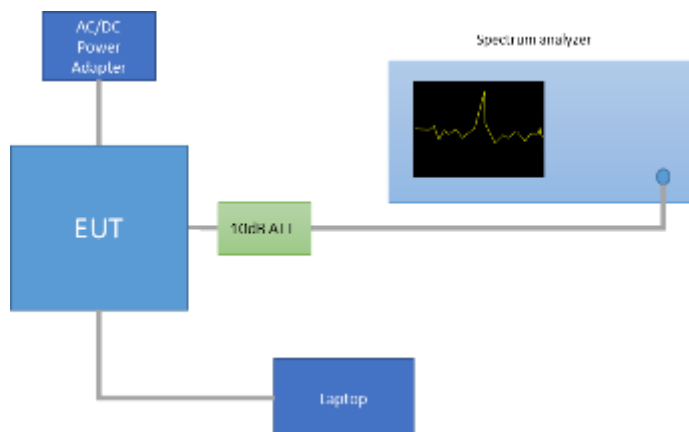 AC/DC
Power
Adapter
Spectrum analyzer
EUT
10dB ATT
Laptop